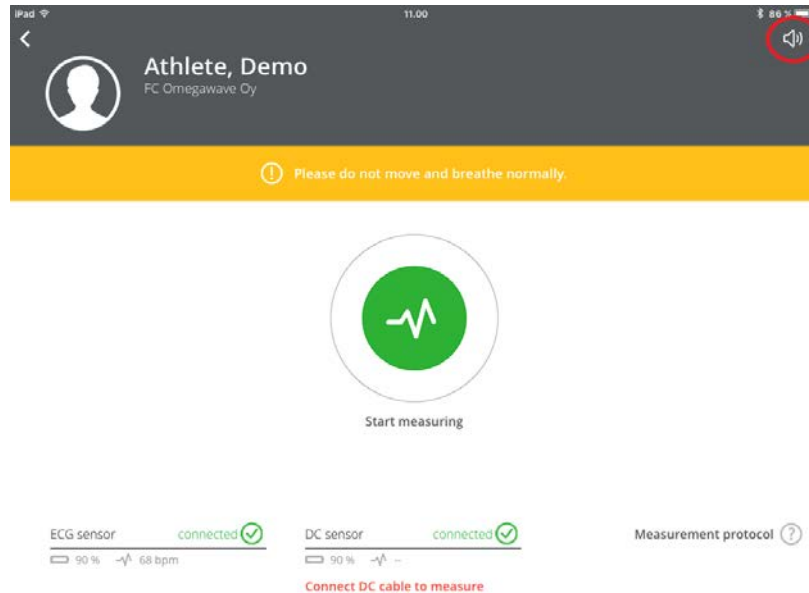 iPad 11.00 86 %
Athlete, Demo
FC Omegawave Oy
Please do not move and breathe normally.
Start measuring
ECG sensor connected DC sensor connected Measurement protocol ?
90 % 68 bpm 90 % --
Connect DC cable to measure